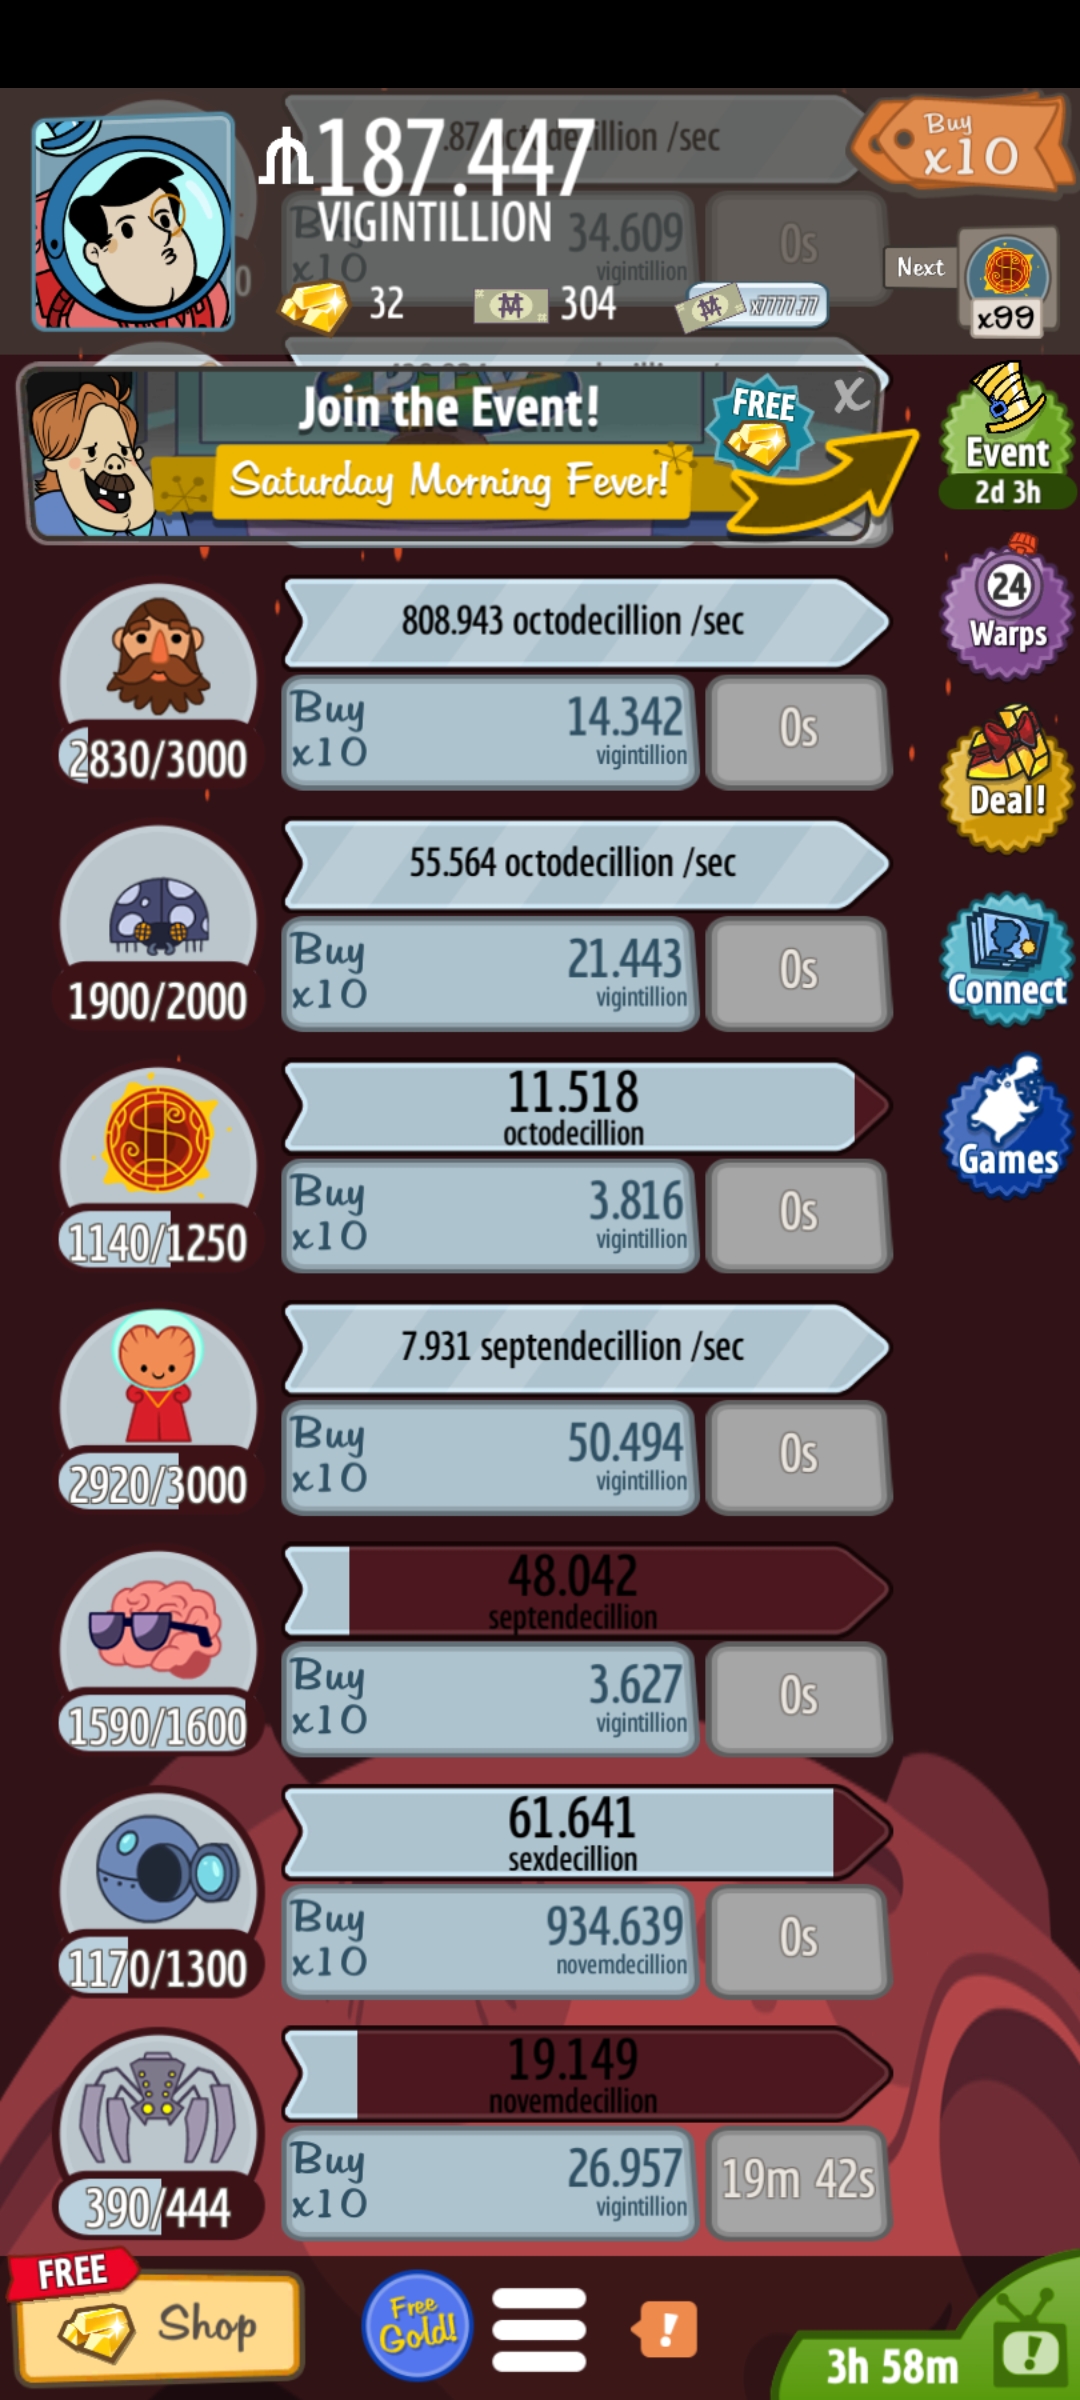 .87 octodecillion /sec
187.447
VIGINTILLION
Buy
x10
34.609
vigintillion
0s
Buy
x10
Next
x99
32
304
x7777.77
Join the Event!
Saturday Morning Fever!
FREE
X
Event
2d 3h
808.943 octodecillion /sec
2830/3000
Buy
x10
14.342
vigintillion
0s
24
Warps
Deal!
55.564 octodecillion /sec
1900/2000
Buy
x10
21.443
vigintillion
0s
Connect
11.518
octodecillion
1140/1250
Buy
x10
3.816
vigintillion
0s
Games
7.931 septendecillion /sec
2920/3000
Buy
x10
50.494
vigintillion
0s
48.042
septendecillion
1590/1600
Buy
x10
3.627
vigintillion
0s
61.641
sexdecillion
1170/1300
Buy
x10
934.639
novemdecillion
0s
19.149
novemdecillion
390/444
Buy
x10
26.957
vigintillion
19m 42s
FREE
Shop
Free
Gold!
!
3h 58m
!